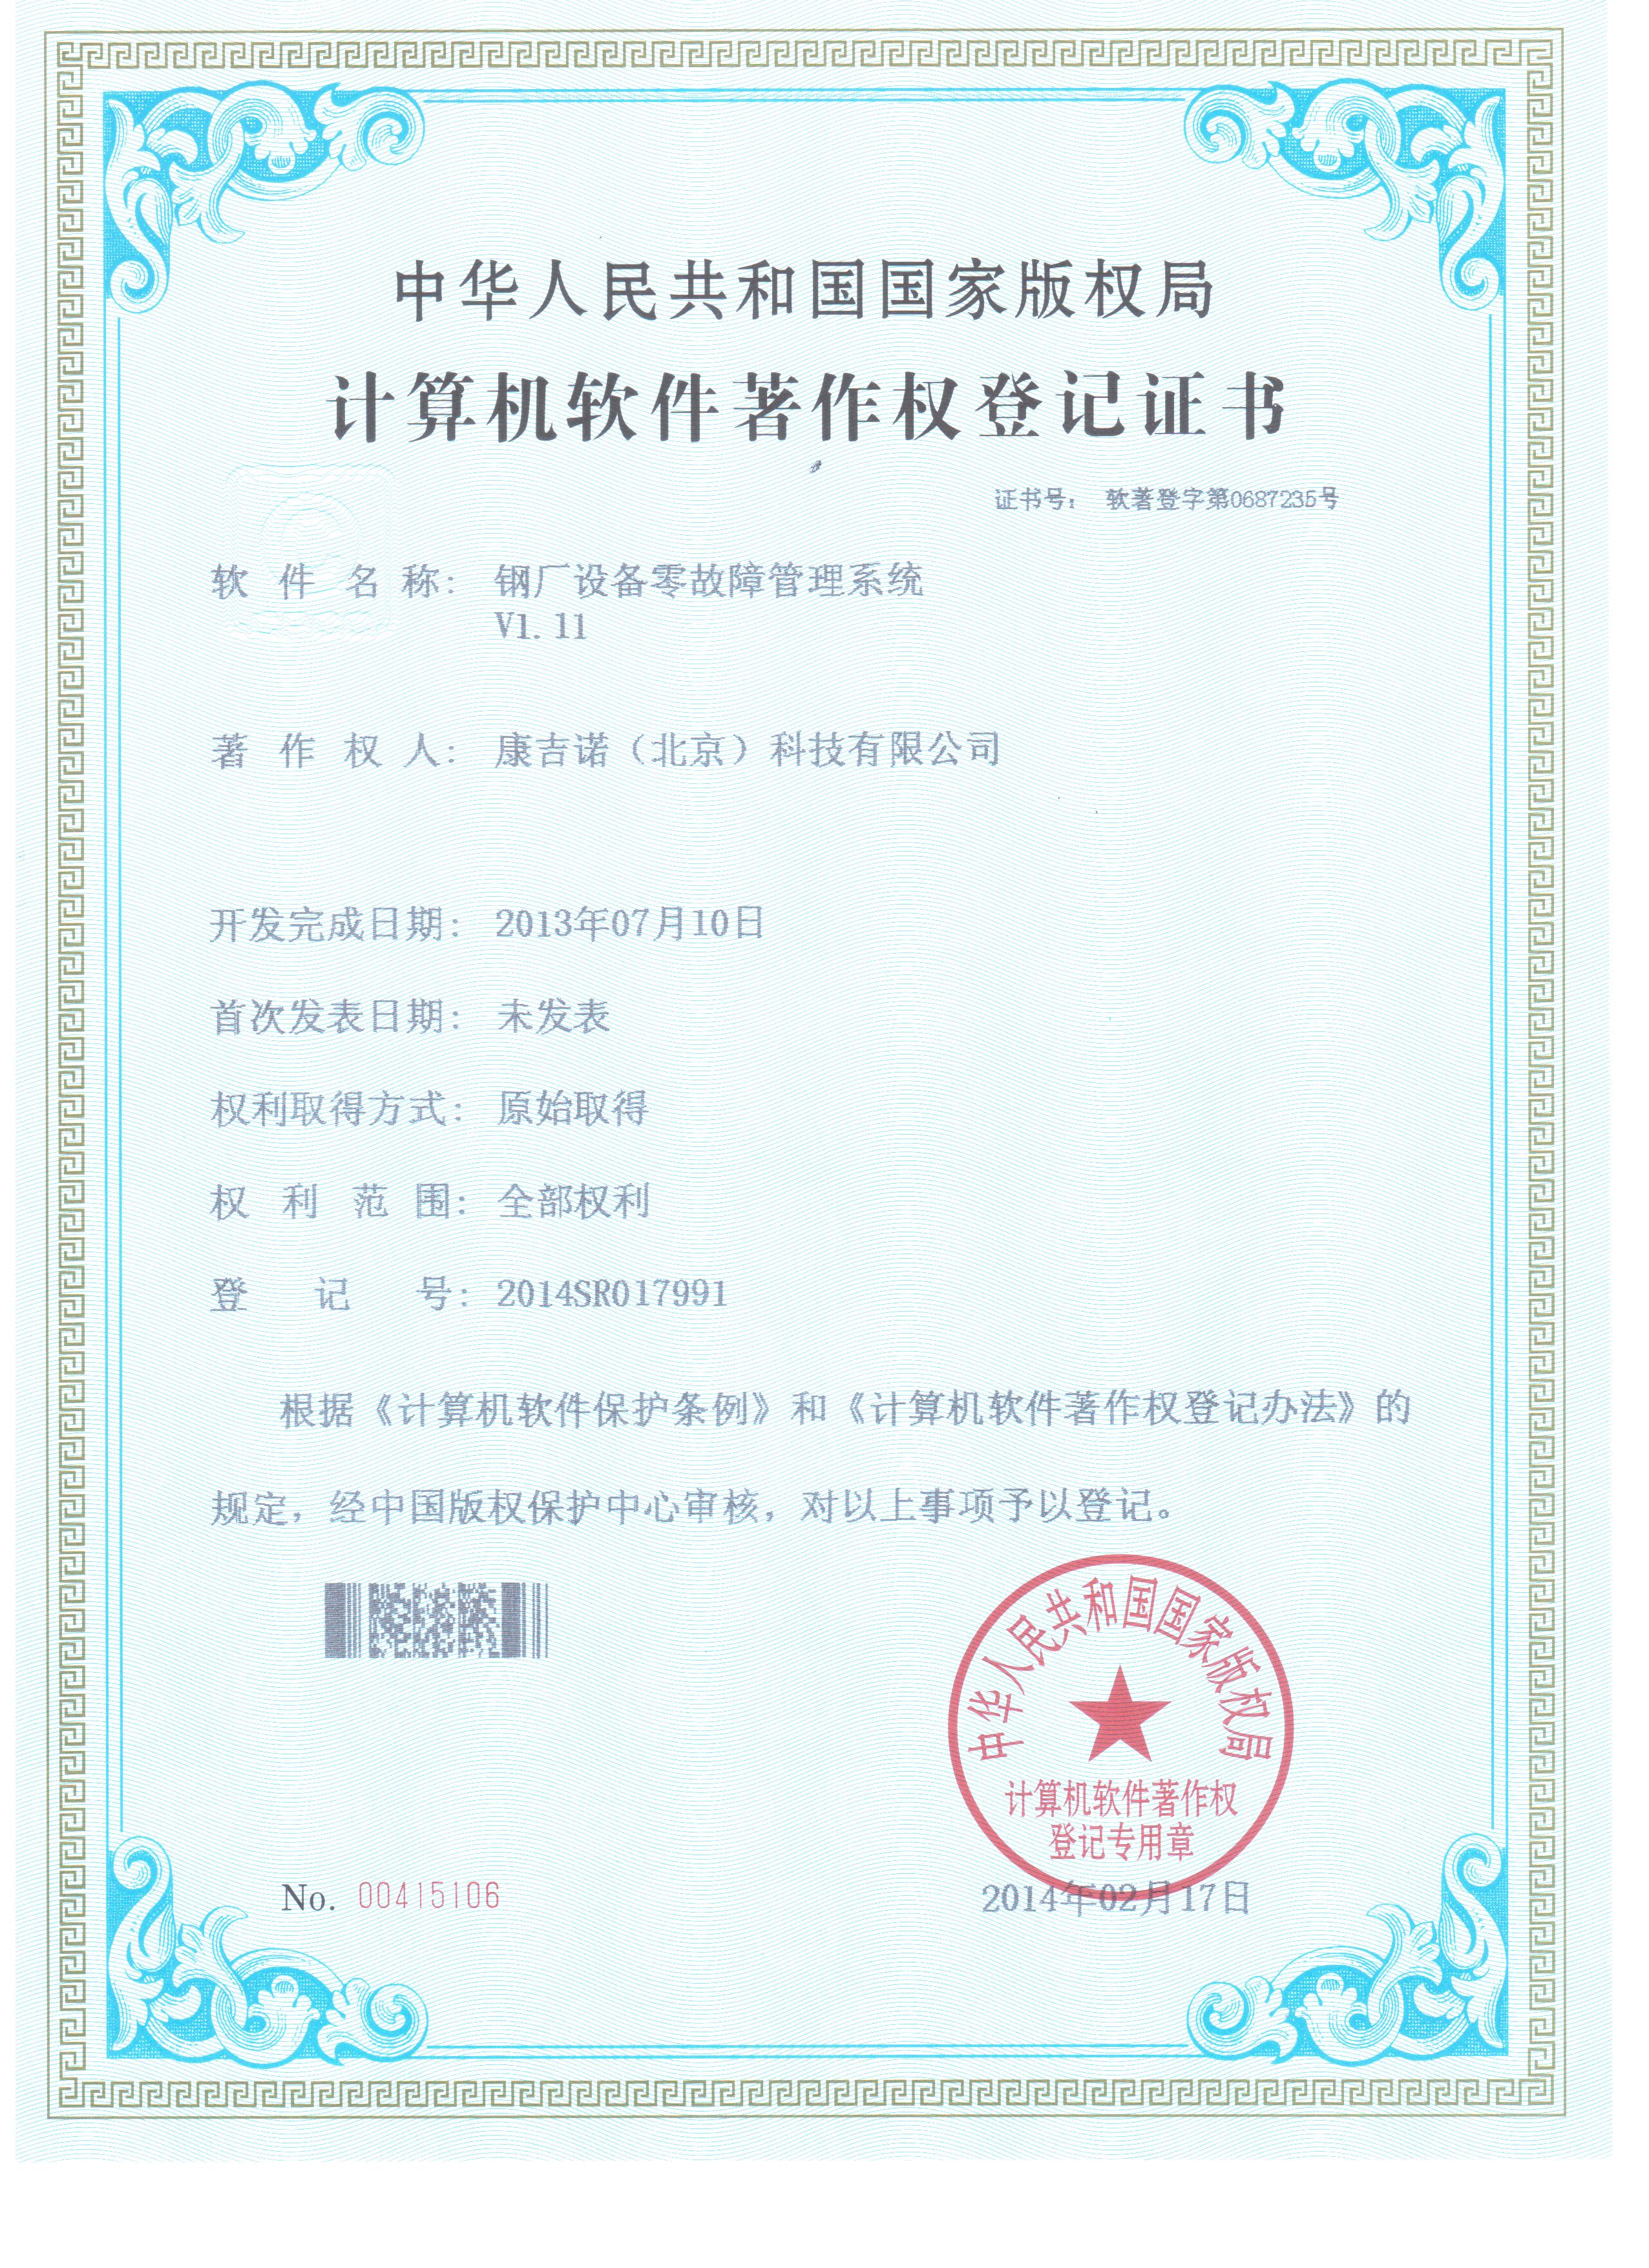 中华人民共和国国家版权局
计算机软件著作权登记证书
证书号： 软著登字第0687235号
软件名称： 钢厂设备零故障管理系统
V1.11
著作权人： 康吉诺（北京）科技有限公司
开发完成日期： 2013年07月10日
首次发表日期： 未发表
权利取得方式： 原始取得
权利范围： 全部权利
登记号： 2014SR017991
根据《计算机软件保护条例》和《计算机软件著作权登记办法》的
规定，经中国版权保护中心审核，对以上事项予以登记。
中华人民共和国国家版权局
计算机软件著作权
登记专用章
No. 00415106
2014年02月17日